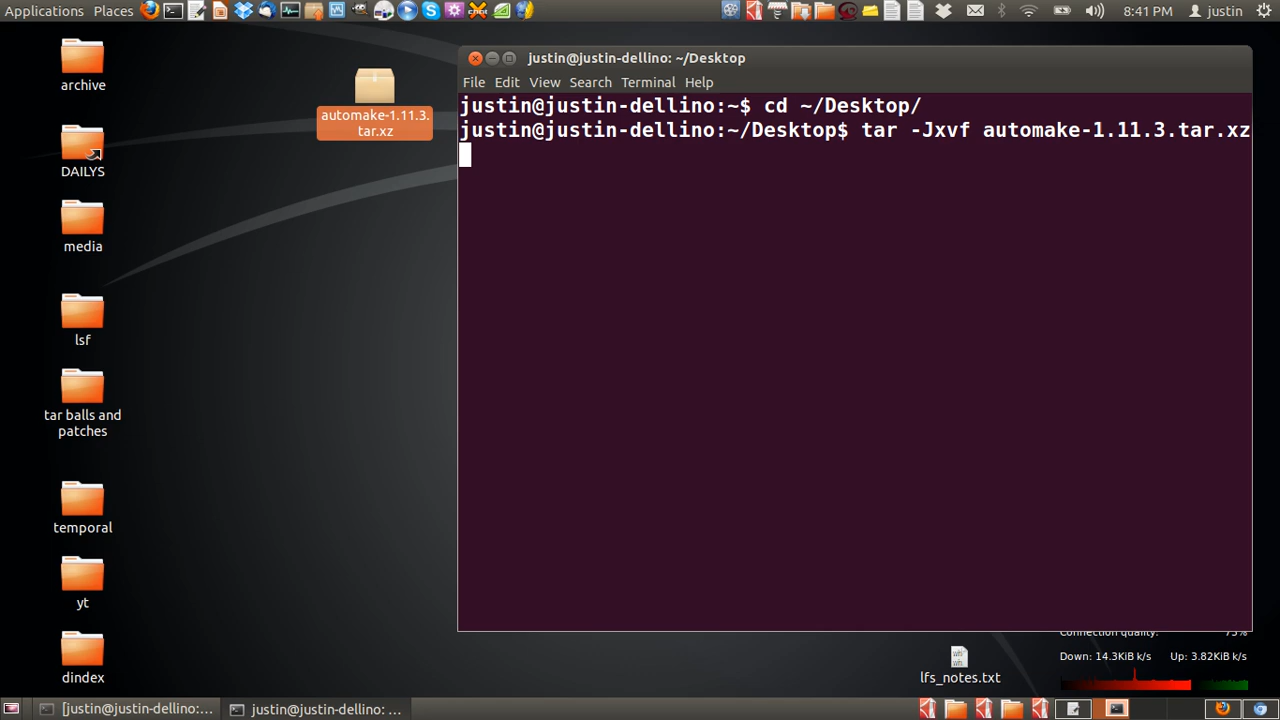 Applications Places
8:41 PM justin
archive
DAILYS
media
lsf
tar balls and
patches
temporal
yt
dindex
automake-1.11.3.
tar.xz
justin@justin-dellino: ~/Desktop
File Edit View Search Terminal Help
justin@justin-dellino:~$ cd ~/Desktop/
justin@justin-dellino:~/Desktop$ tar -Jxvf automake-1.11.3.tar.xz
lfs_notes.txt
Connection quality: 75%
Down: 14.3KiB k/s Up: 3.82KiB k/s
[justin@justin-dellino:...
justin@justin-dellino: ...